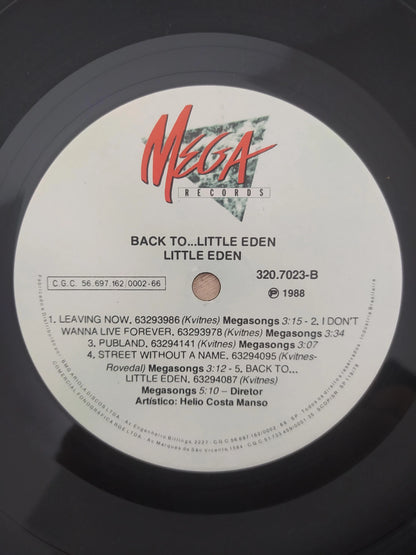 MEGA
RECORDS
BACK TO...LITTLE EDEN
LITTLE EDEN
C.G.C. 56.697.162/0002-66
320.7023-B
℗ 1988
1. LEAVING NOW, 63293986 (Kvitnes) Megasongs 3:15 - 2. I DON'T
WANNA LIVE FOREVER, 63293978 (Kvitnes) Megasongs 3:34
3. PUBLAND, 63294141 (Kvitnes) Megasongs 3:07
4. STREET WITHOUT A NAME, 63294095 (Kvitnes-
Rovedal) Megasongs 3:12 - 5. BACK TO...
LITTLE EDEN, 63294087 (Kvitnes)
Megasongs 5:10 – Diretor
Artístico: Helio Costa Manso